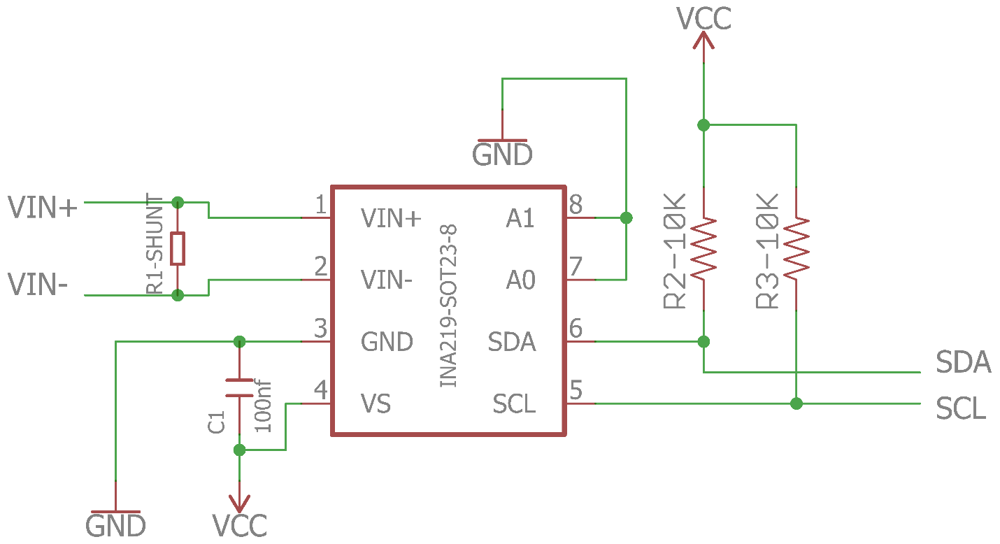 VCC
GND
VIN+
R1-SHUNT
VIN-
1
VIN+
2
VIN-
3
GND
4
VS
INA219-SOT23-8
A1
8
A0
7
SDA
6
SCL
5
R2-10K
R3-10K
SDA
SCL
C1
100nf
GND
VCC